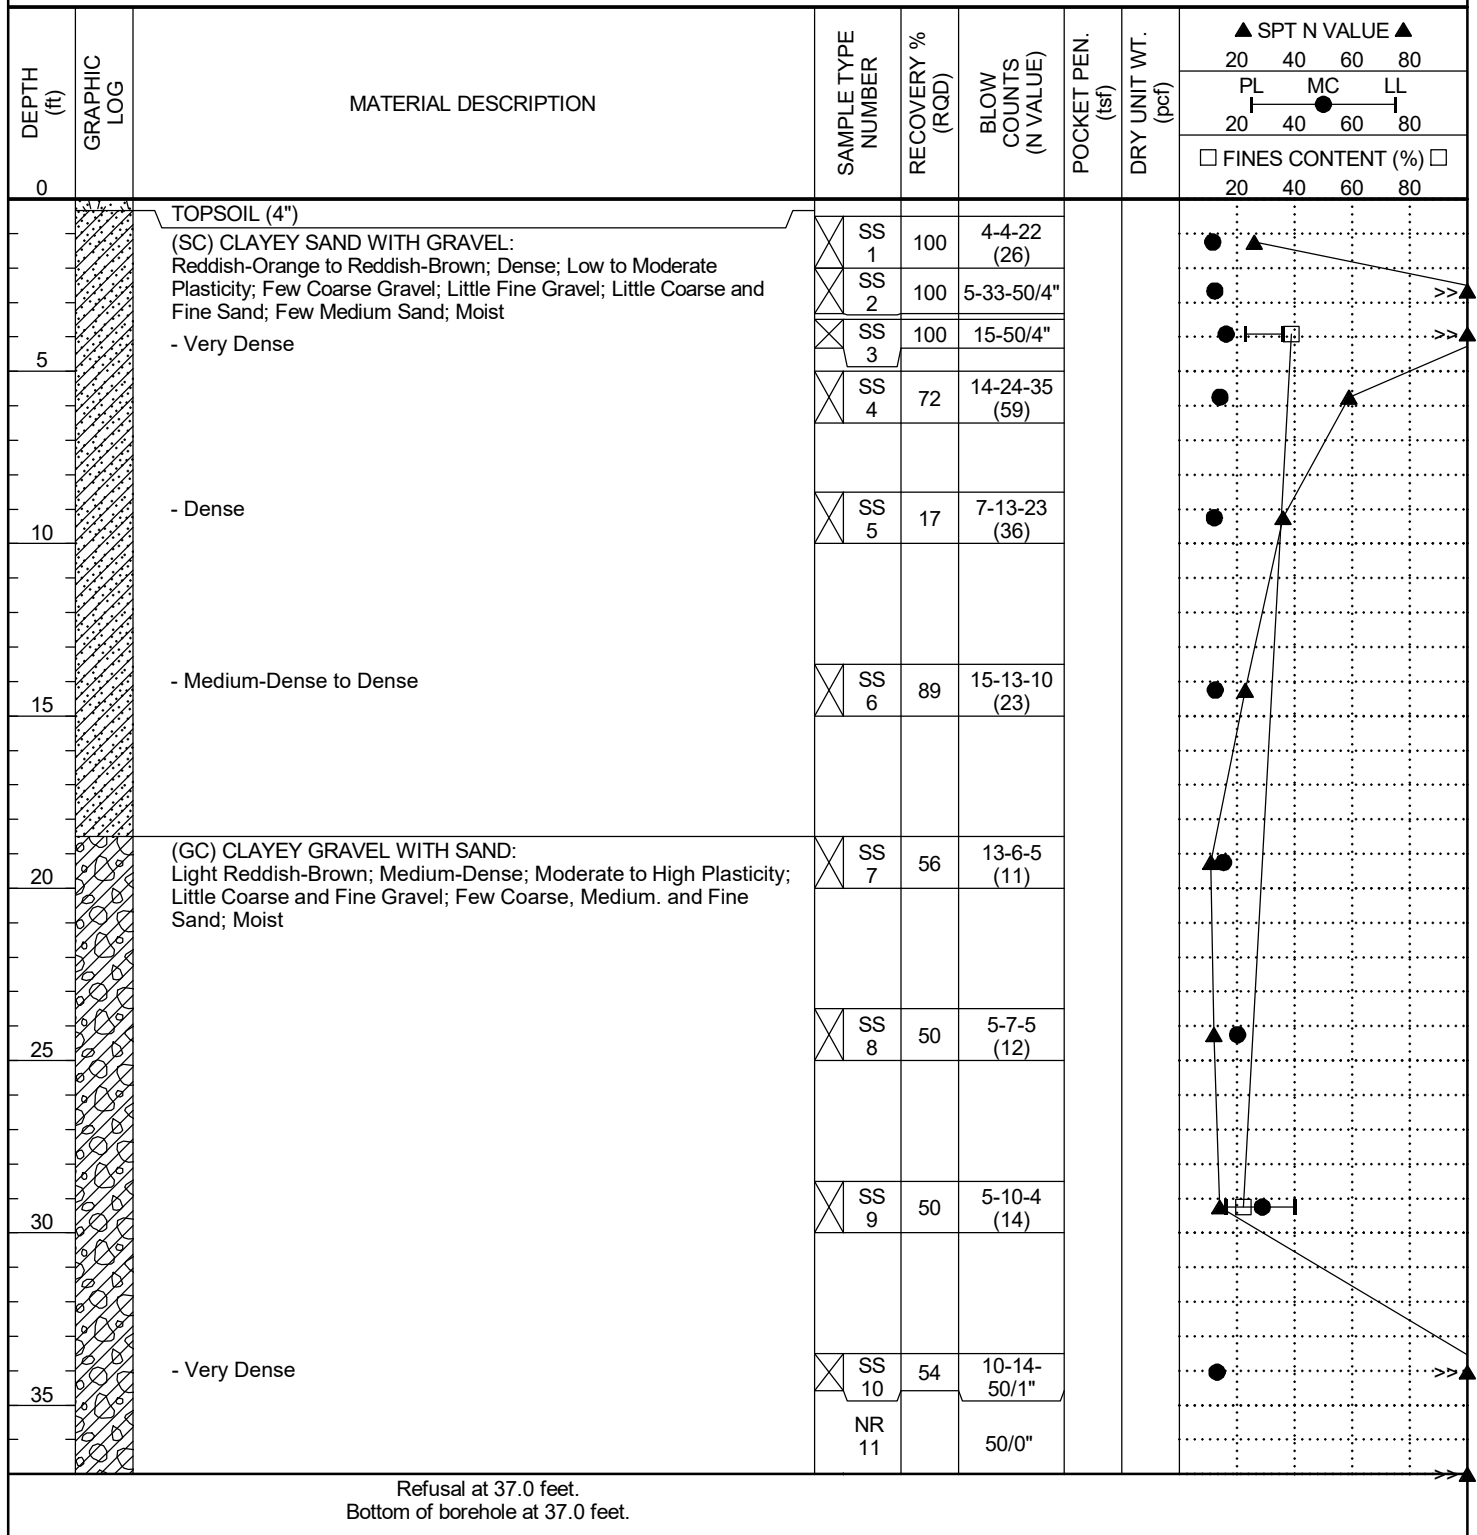 DEPTH
(ft)
GRAPHIC
LOG
MATERIAL DESCRIPTION
SAMPLE TYPE
NUMBER
RECOVERY %
(RQD)
BLOW
COUNTS
(N VALUE)
POCKET PEN.
(tsf)
DRY UNIT WT.
(pcf)
▲ SPT N VALUE ▲
20 40 60 80
PL MC LL
20 40 60 80
□ FINES CONTENT (%) □
20 40 60 80
0
TOPSOIL (4")
(SC) CLAYEY SAND WITH GRAVEL:
Reddish-Orange to Reddish-Brown; Dense; Low to Moderate
Plasticity; Few Coarse Gravel; Little Fine Gravel; Little Coarse and
Fine Sand; Few Medium Sand; Moist
SS
1
100
4-4-22
(26)
SS
2
100
5-33-50/4"
>>
- Very Dense
SS
3
100
15-50/4"
>>
5
SS
4
72
14-24-35
(59)
- Dense
SS
5
17
7-13-23
(36)
10
- Medium-Dense to Dense
SS
6
89
15-13-10
(23)
15
(GC) CLAYEY GRAVEL WITH SAND:
Light Reddish-Brown; Medium-Dense; Moderate to High Plasticity;
Little Coarse and Fine Gravel; Few Coarse, Medium. and Fine
Sand; Moist
SS
7
56
13-6-5
(11)
20
SS
8
50
5-7-5
(12)
25
SS
9
50
5-10-4
(14)
30
- Very Dense
SS
10
54
10-14-
50/1"
>>
35
NR
11
50/0"
>>
Refusal at 37.0 feet.
Bottom of borehole at 37.0 feet.